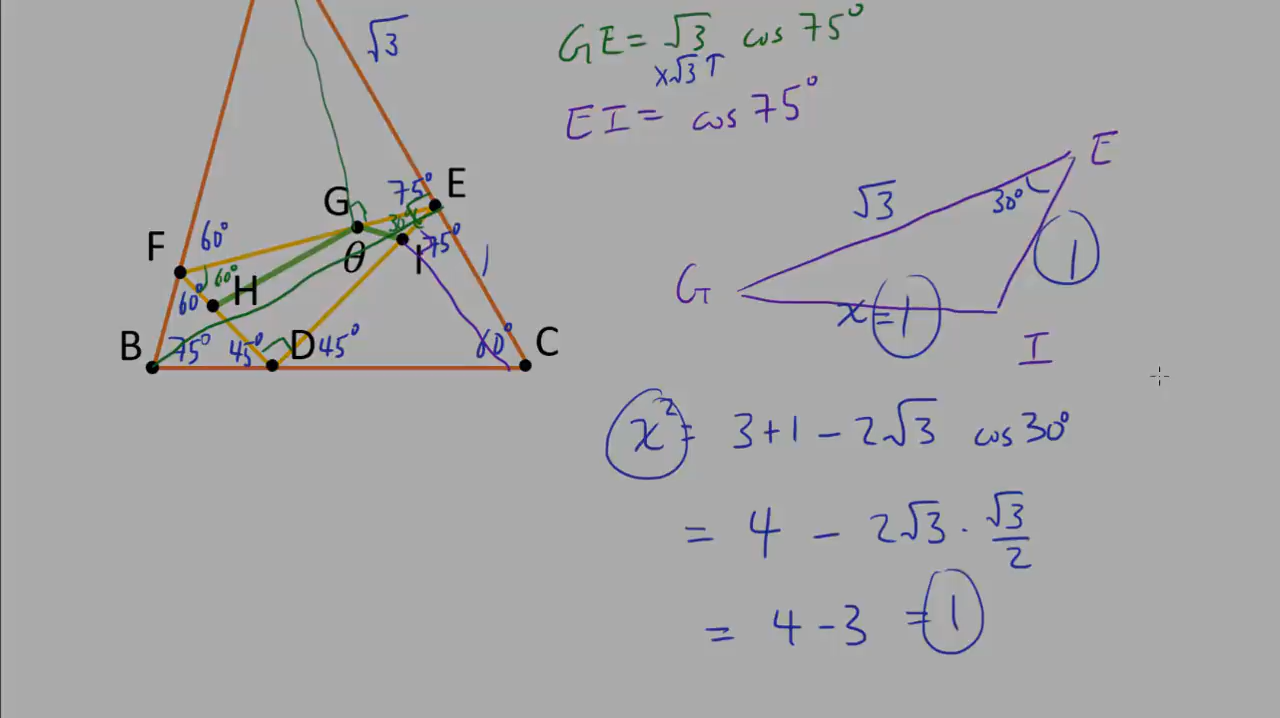 √3
GE = √3 cos 75°
x√3 ↑
EI = cos 75°
E
75°
E
G
30°
75°
√3
30°
1
F
60°
θ
I
1
G
x = 1
60°
60°
H
I
B
75°
45°
D
45°
60°
C
x² = 3 + 1 − 2√3 cos 30°
= 4 − 2√3 · √3/2
= 4 − 3 = 1